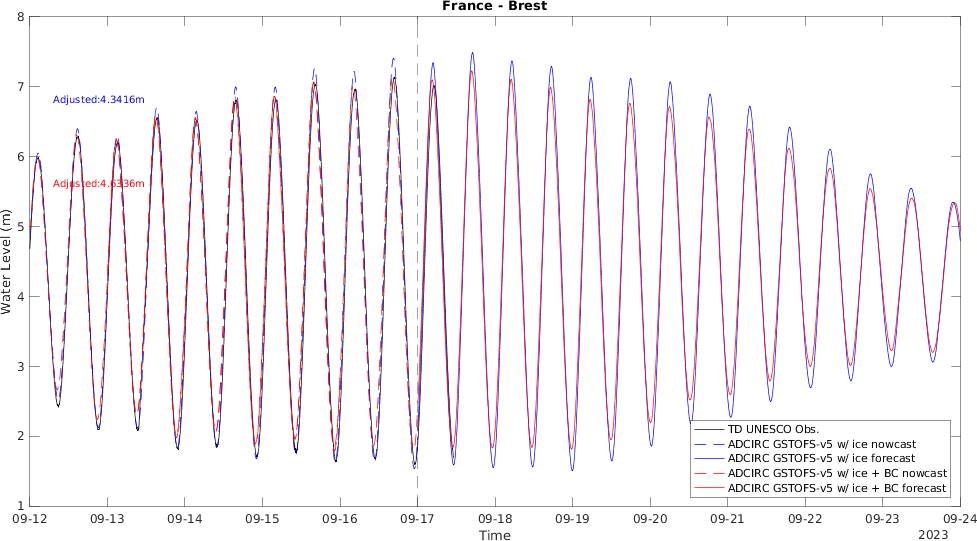 France - Brest
8
7
6
5
4
3
2
1
Water Level (m)
Adjusted:4.3416m
Adjusted:4.6336m
TD UNESCO Obs.
ADCIRC GSTOFS-v5 w/ ice nowcast
ADCIRC GSTOFS-v5 w/ ice forecast
ADCIRC GSTOFS-v5 w/ ice + BC nowcast
ADCIRC GSTOFS-v5 w/ ice + BC forecast
09-12 09-13 09-14 09-15 09-16 09-17 09-18 09-19 09-20 09-21 09-22 09-23 09-24
Time
2023